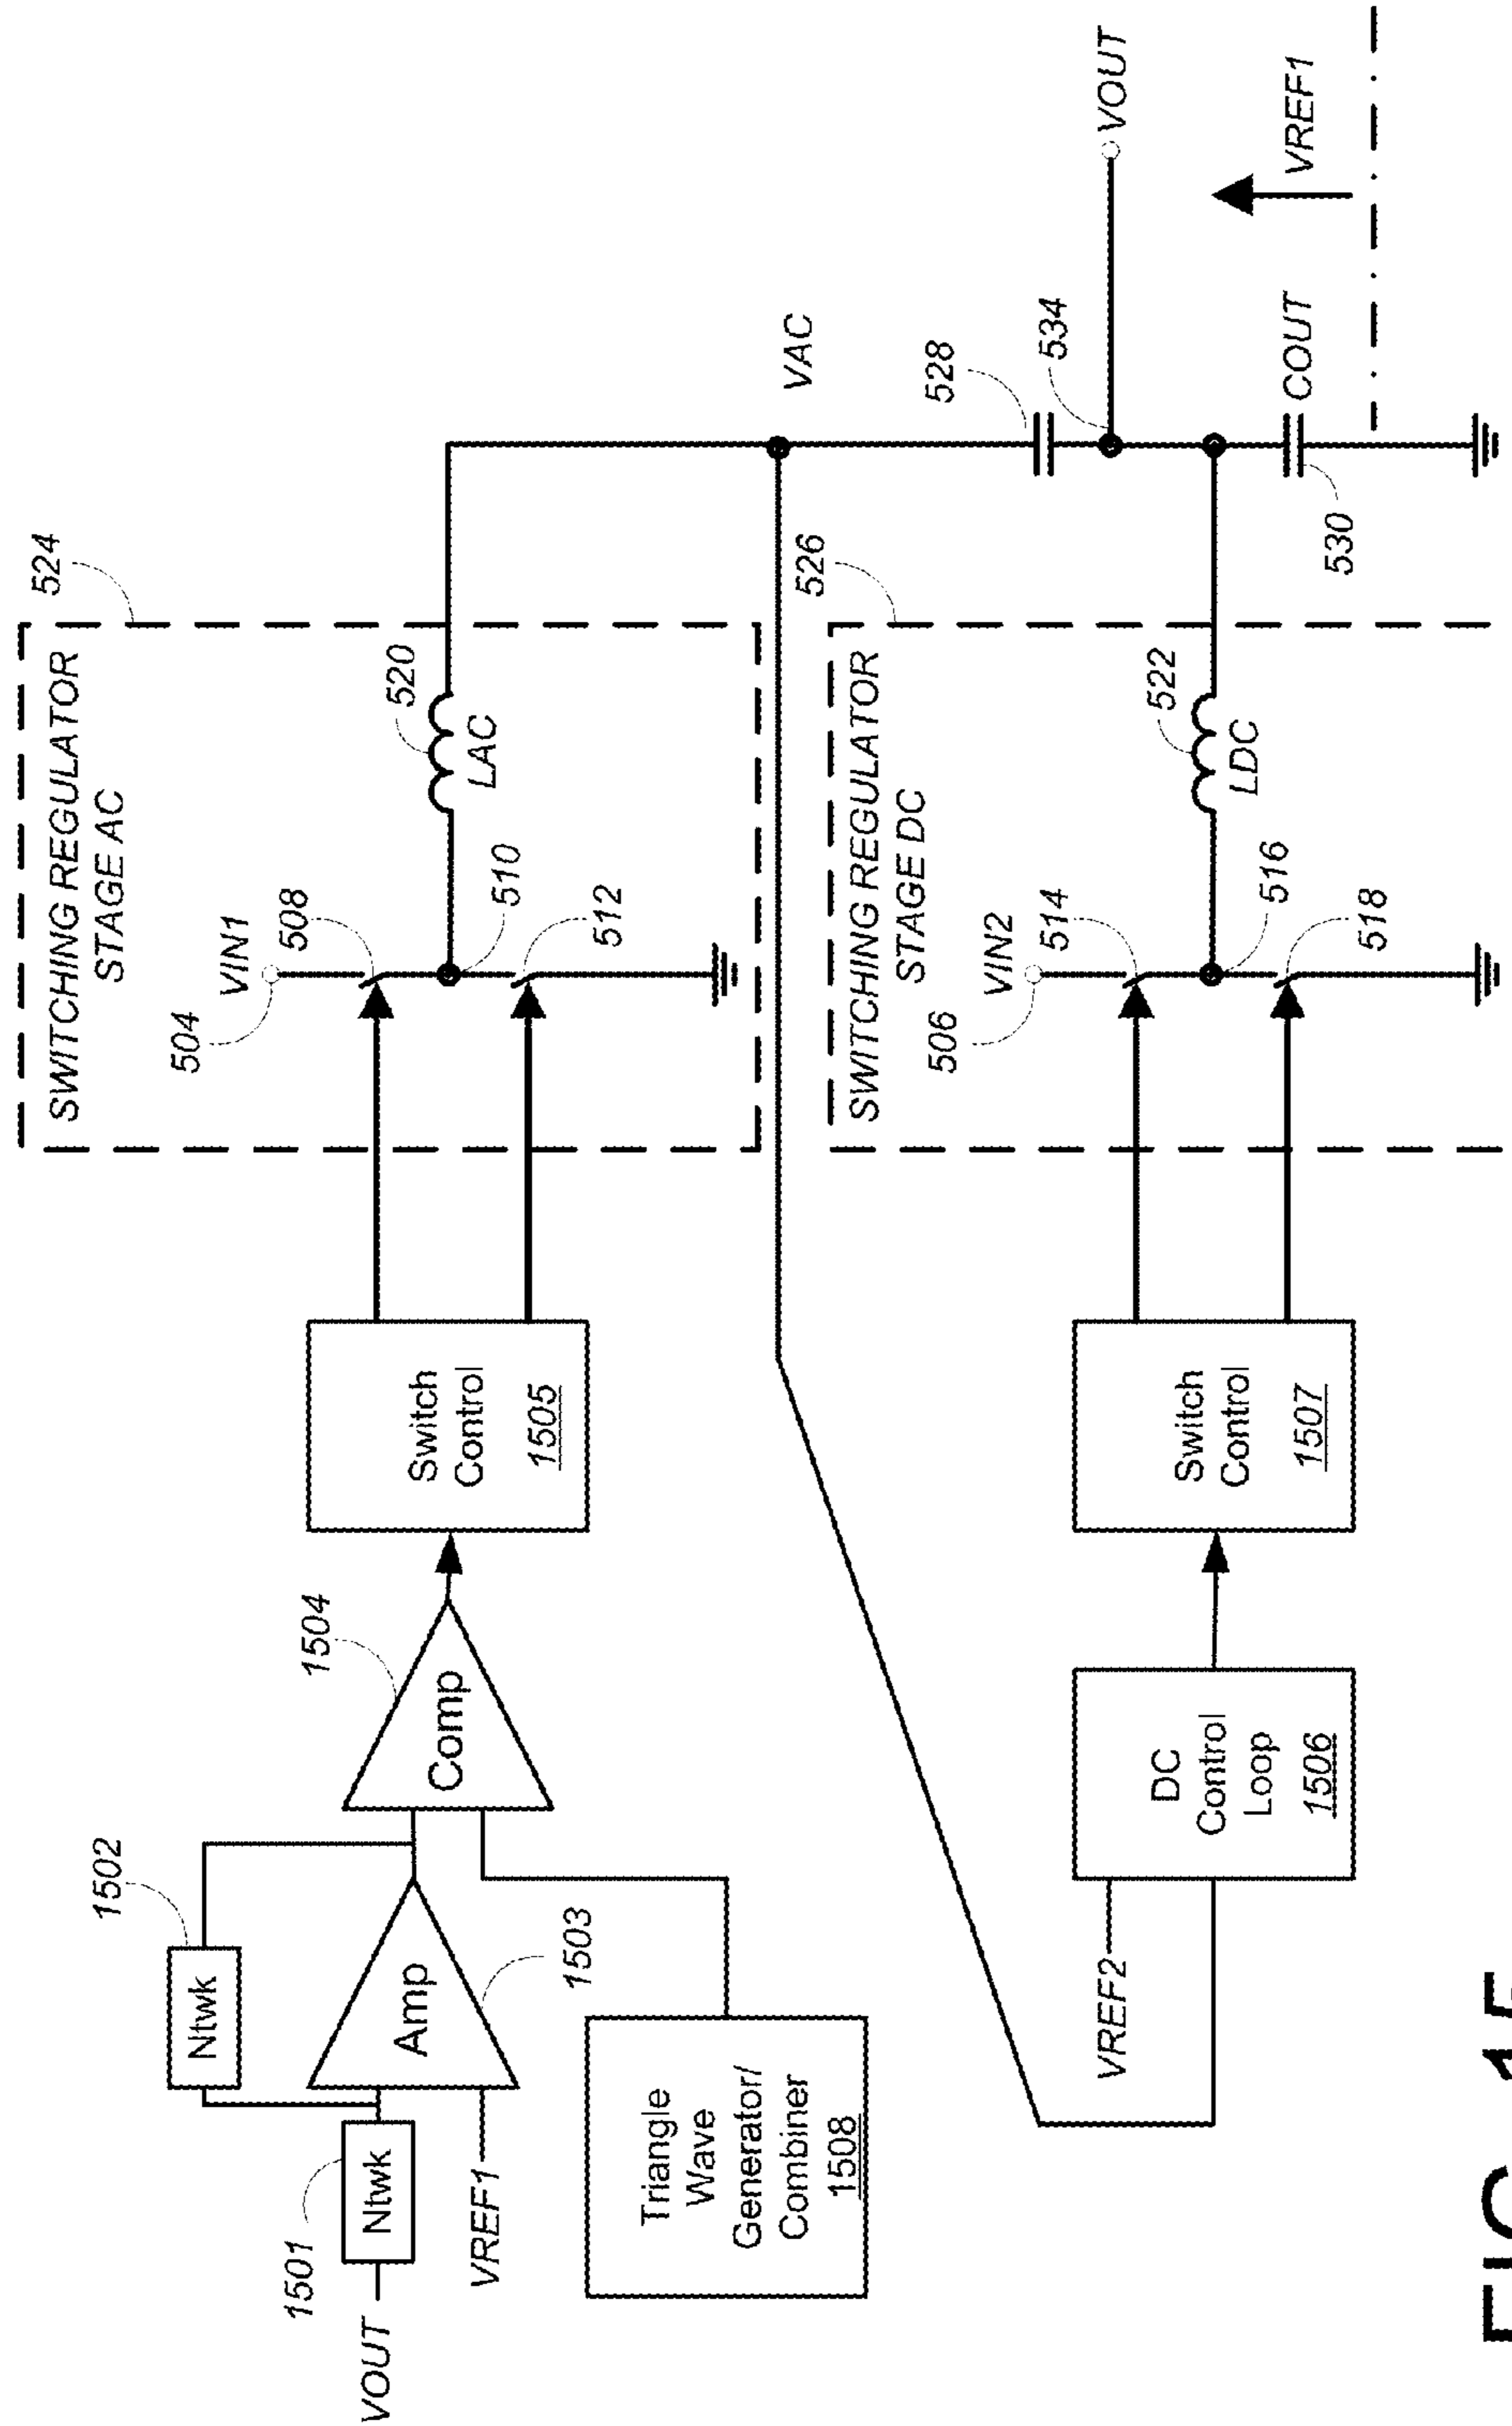 524
SWITCHING REGULATOR
STAGE AC
VIN1
504
508
510
512
520
LAC
1502
Ntwk
1501
Ntwk
VOUT
VREF1
Amp
1503
1504
Comp
Switch
Control
1505
Triangle
Wave
Generator/
Combiner
1508
VAC
526
SWITCHING REGULATOR
STAGE DC
VIN2
506
514
516
518
522
LDC
VREF2
DC
Control
Loop
1506
Switch
Control
1507
528
534
VOUT
COUT
530
VREF1